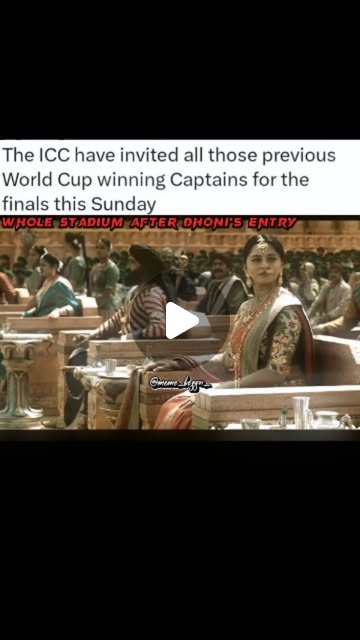 The ICC have invited all those previous
World Cup winning Captains for the
finals this Sunday
WHOLE STADIUM AFTER DHONI'S ENTRY